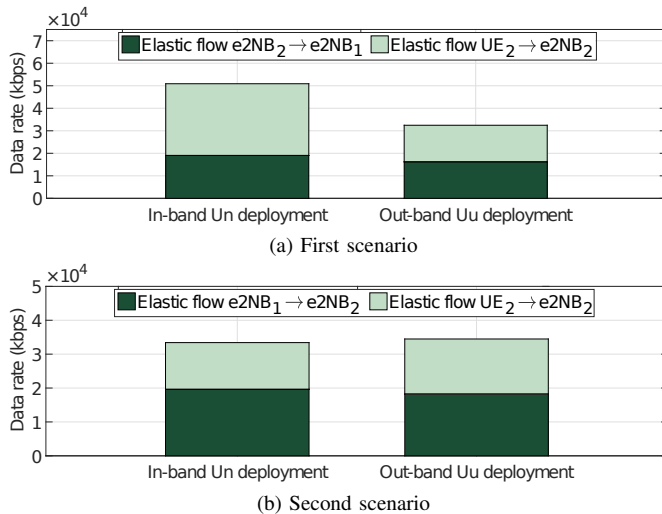 ×10⁴
Elastic flow e2NB₂→e2NB₁ Elastic flow UE₂→e2NB₂
7
6
5
4
3
2
1
0
Data rate (kbps)
In-band Un deployment Out-band Uu deployment
(a) First scenario
×10⁴
Elastic flow e2NB₁→e2NB₂ Elastic flow UE₂→e2NB₂
5
4
3
2
1
0
Data rate (kbps)
In-band Un deployment Out-band Uu deployment
(b) Second scenario